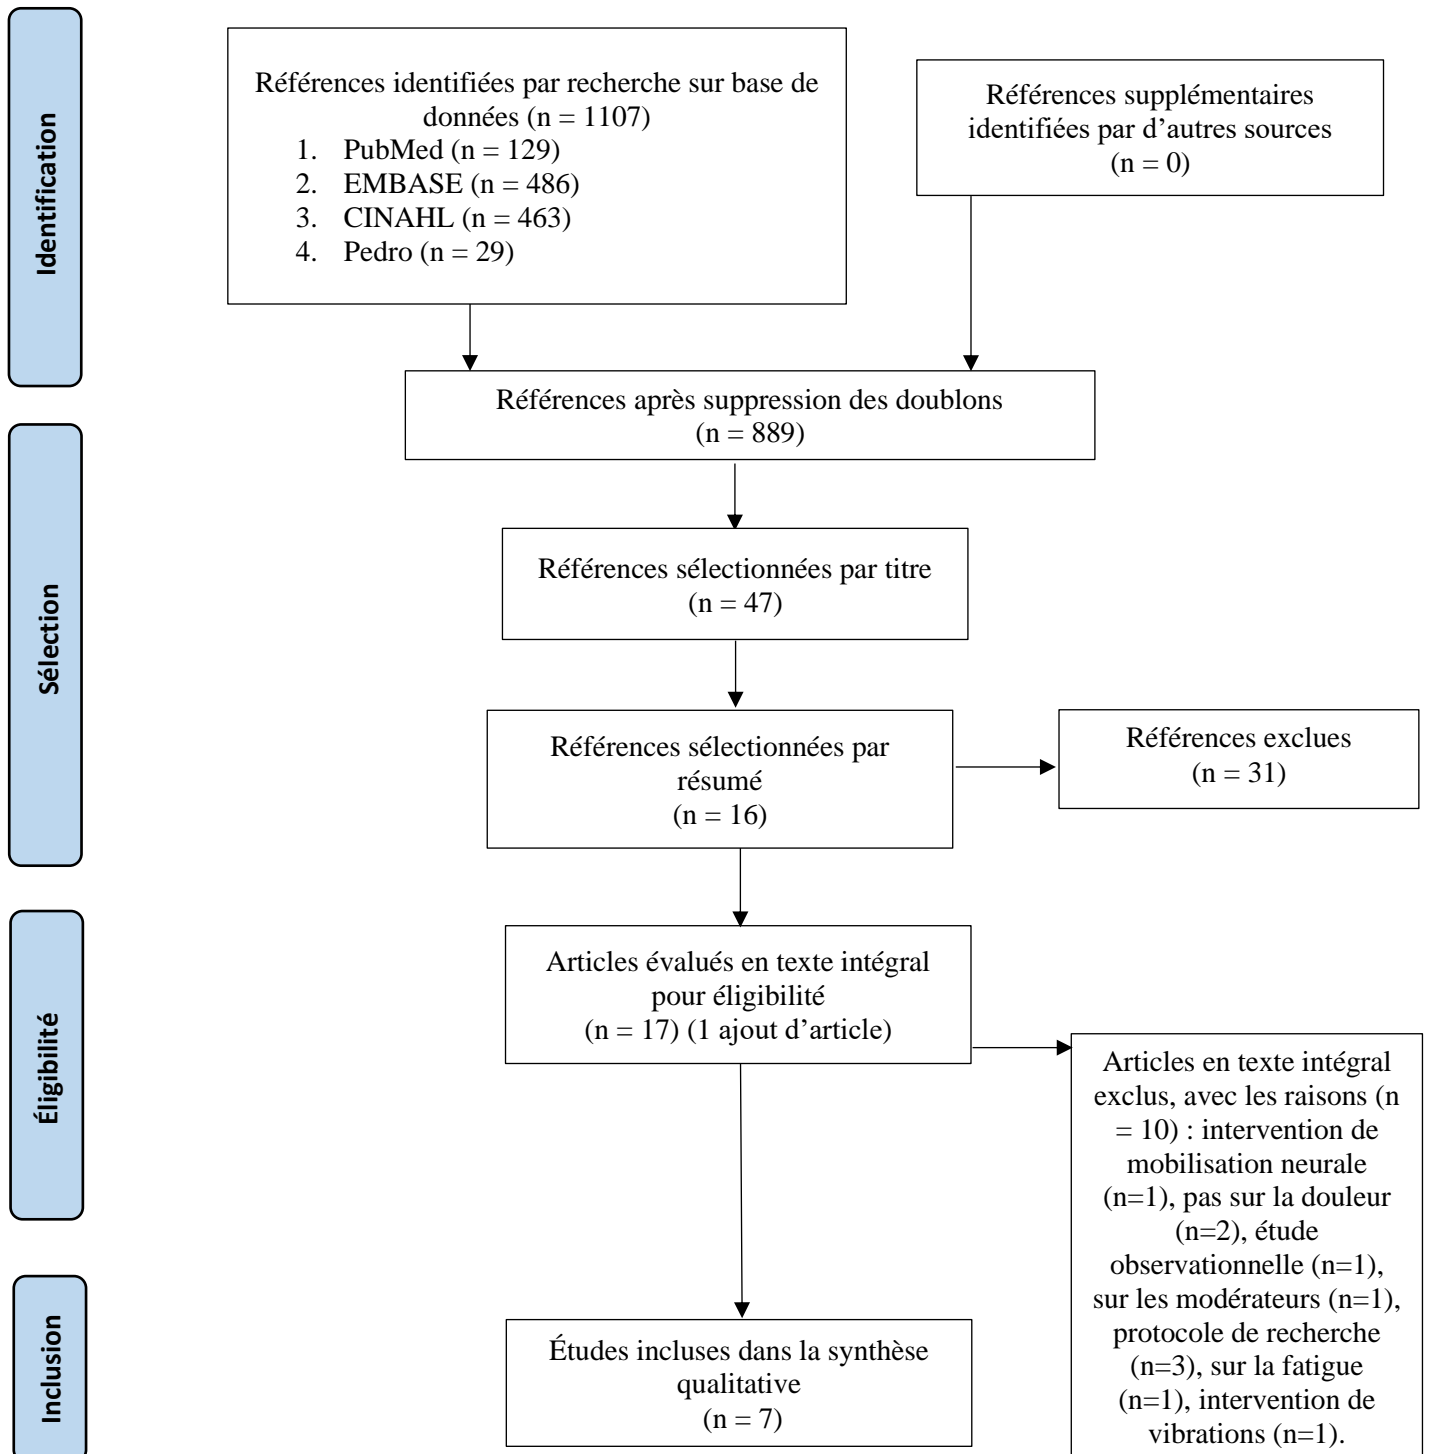 Identification
Références identifiées par recherche sur base de
données (n = 1107)
1. PubMed (n = 129)
2. EMBASE (n = 486)
3. CINAHL (n = 463)
4. Pedro (n = 29)
Références supplémentaires
identifiées par d’autres sources
(n = 0)
Références après suppression des doublons
(n = 889)
Sélection
Références sélectionnées par titre
(n = 47)
Références sélectionnées par
résumé
(n = 16)
Références exclues
(n = 31)
Éligibilité
Articles évalués en texte intégral
pour éligibilité
(n = 17) (1 ajout d’article)
Articles en texte intégral
exclus, avec les raisons (n
= 10) : intervention de
mobilisation neurale
(n=1), pas sur la douleur
(n=2), étude
observationnelle (n=1),
sur les modérateurs (n=1),
protocole de recherche
(n=3), sur la fatigue
(n=1), intervention de
vibrations (n=1).
Inclusion
Études incluses dans la synthèse
qualitative
(n = 7)